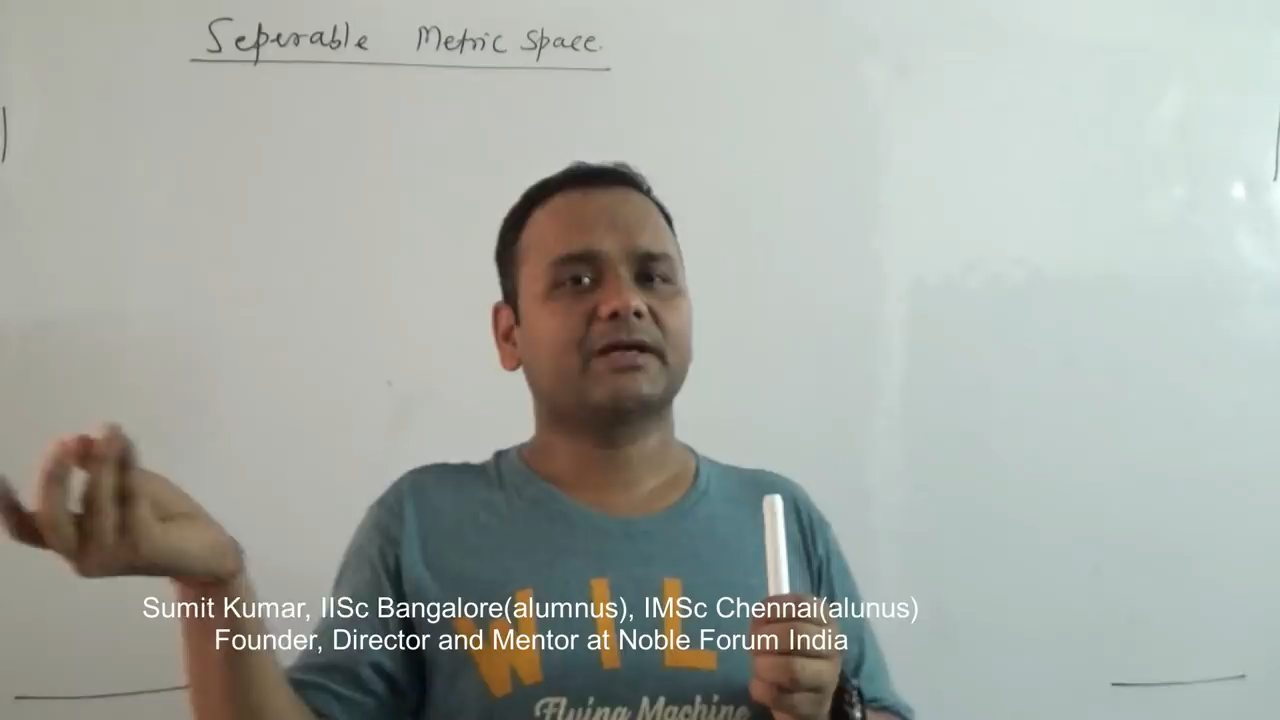 Seperable Metric Space.
Sumit Kumar, IISc Bangalore(alumnus), IMSc Chennai(alunus)
Founder, Director and Mentor at Noble Forum India
WIL
Flying Machine